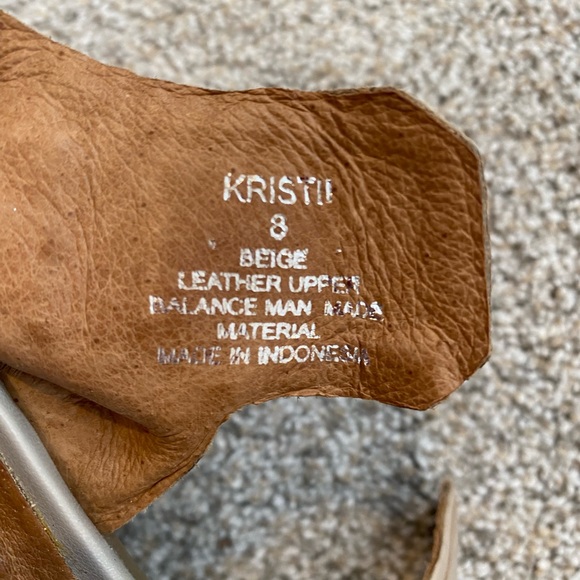 KRISTII
8
BEIGE
LEATHER UPPER
BALANCE MAN MADE
MATERIAL
MADE IN INDONESIA